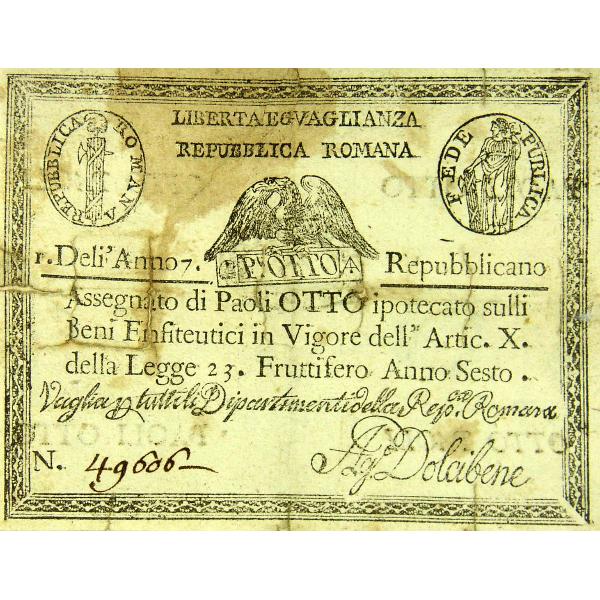 LIBERTA EGVAGLIANZA
REPUBBLICA ROMANA
REPUBBLICA ROMANA
FEDE PUBLICA
1. Dell'Anno 7.
P.i OTTO
Repubblicano
Assegnato di Paoli OTTO ipotecato sulli
Beni Enfiteutici in Vigore dell' Artic. X.
della Legge 23. Fruttifero Anno Sesto.
Vaglia p tutti li Dipartimenti della Rep.ca Romana
N. 49606
Dolcibene